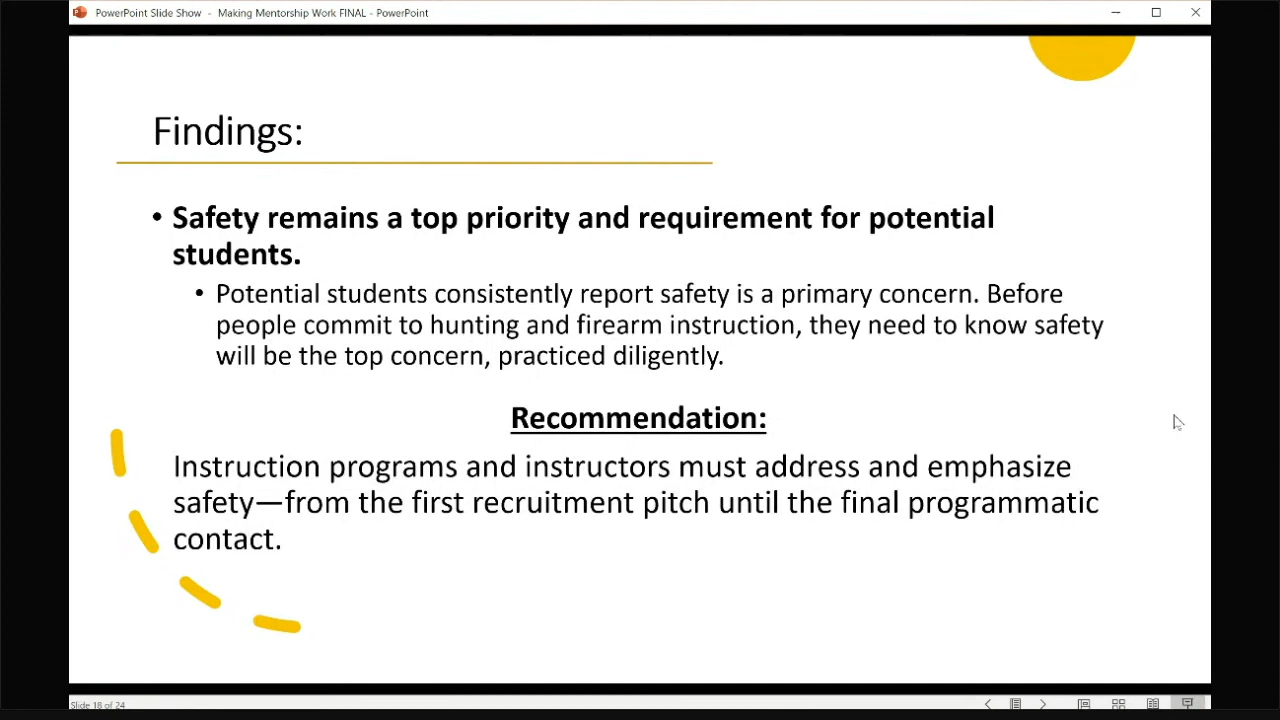 PowerPoint Slide Show - Making Mentorship Work FINAL - PowerPoint
Findings:
• Safety remains a top priority and requirement for potential
students.
• Potential students consistently report safety is a primary concern. Before
people commit to hunting and firearm instruction, they need to know safety
will be the top concern, practiced diligently.
Recommendation:
Instruction programs and instructors must address and emphasize
safety—from the first recruitment pitch until the final programmatic
contact.
Slide 18 of 24